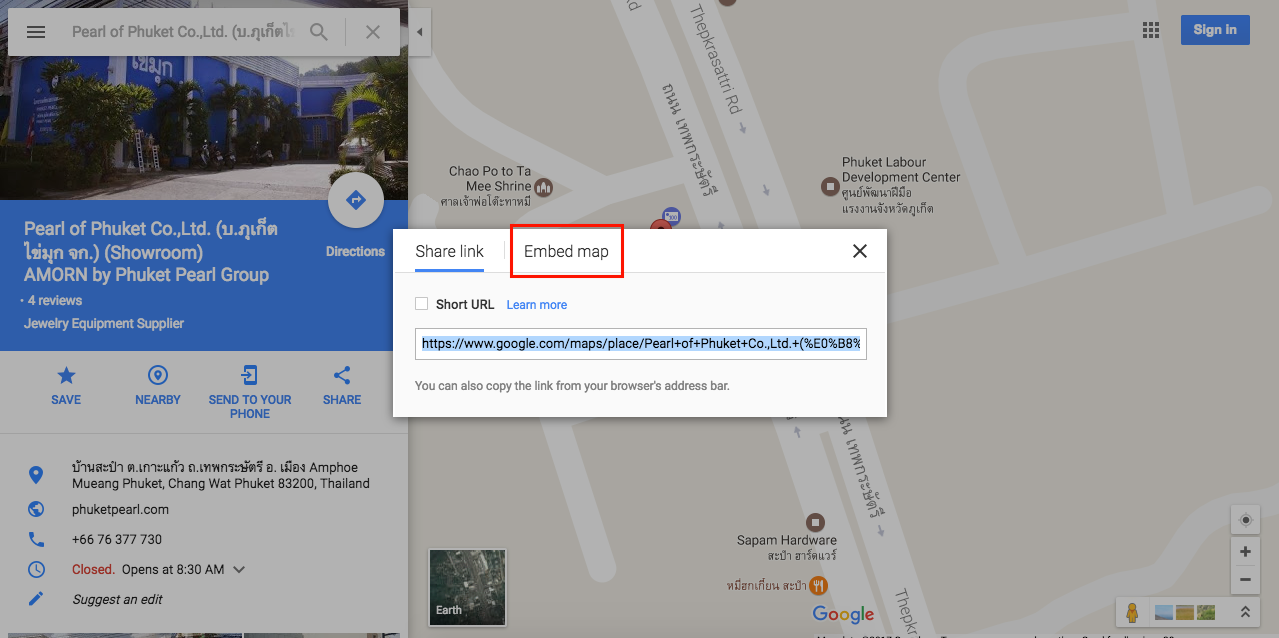 Pearl of Phuket Co.,Ltd. (บ.ภูเก็ตไข
Sign in
ไข่มุก
Thepkrasattri Rd
ถนน เทพกระษัตรี
Chao Po to Ta
Mee Shrine
ศาลเจ้าพ่อโต๊ะทามี
Phuket Labour
Development Center
ศูนย์พัฒนาฝีมือ
แรงงานจังหวัดภูเก็ต
Pearl of Phuket Co.,Ltd. (บ.ภูเก็ต
ไข่มุก จก.) (Showroom)
AMORN by Phuket Pearl Group
Directions
• 4 reviews
Jewelry Equipment Supplier
Share link
Embed map
Short URL Learn more
https://www.google.com/maps/place/Pearl+of+Phuket+Co.,Ltd.+(%E0%B8%
You can also copy the link from your browser's address bar.
SAVE
NEARBY
SEND TO YOUR
PHONE
SHARE
บ้านสะปำ ต.เกาะแก้ว ถ.เทพกระษัตรี อ. เมือง Amphoe
Mueang Phuket, Chang Wat Phuket 83200, Thailand
phuketpearl.com
+66 76 377 730
Closed. Opens at 8:30 AM
Suggest an edit
ถนน เทพกระษัตรี
Sapam Hardware
สะปำ ฮาร์ดแวร์
หมี่ฮกเกี้ยน สะปำ
Earth
Google